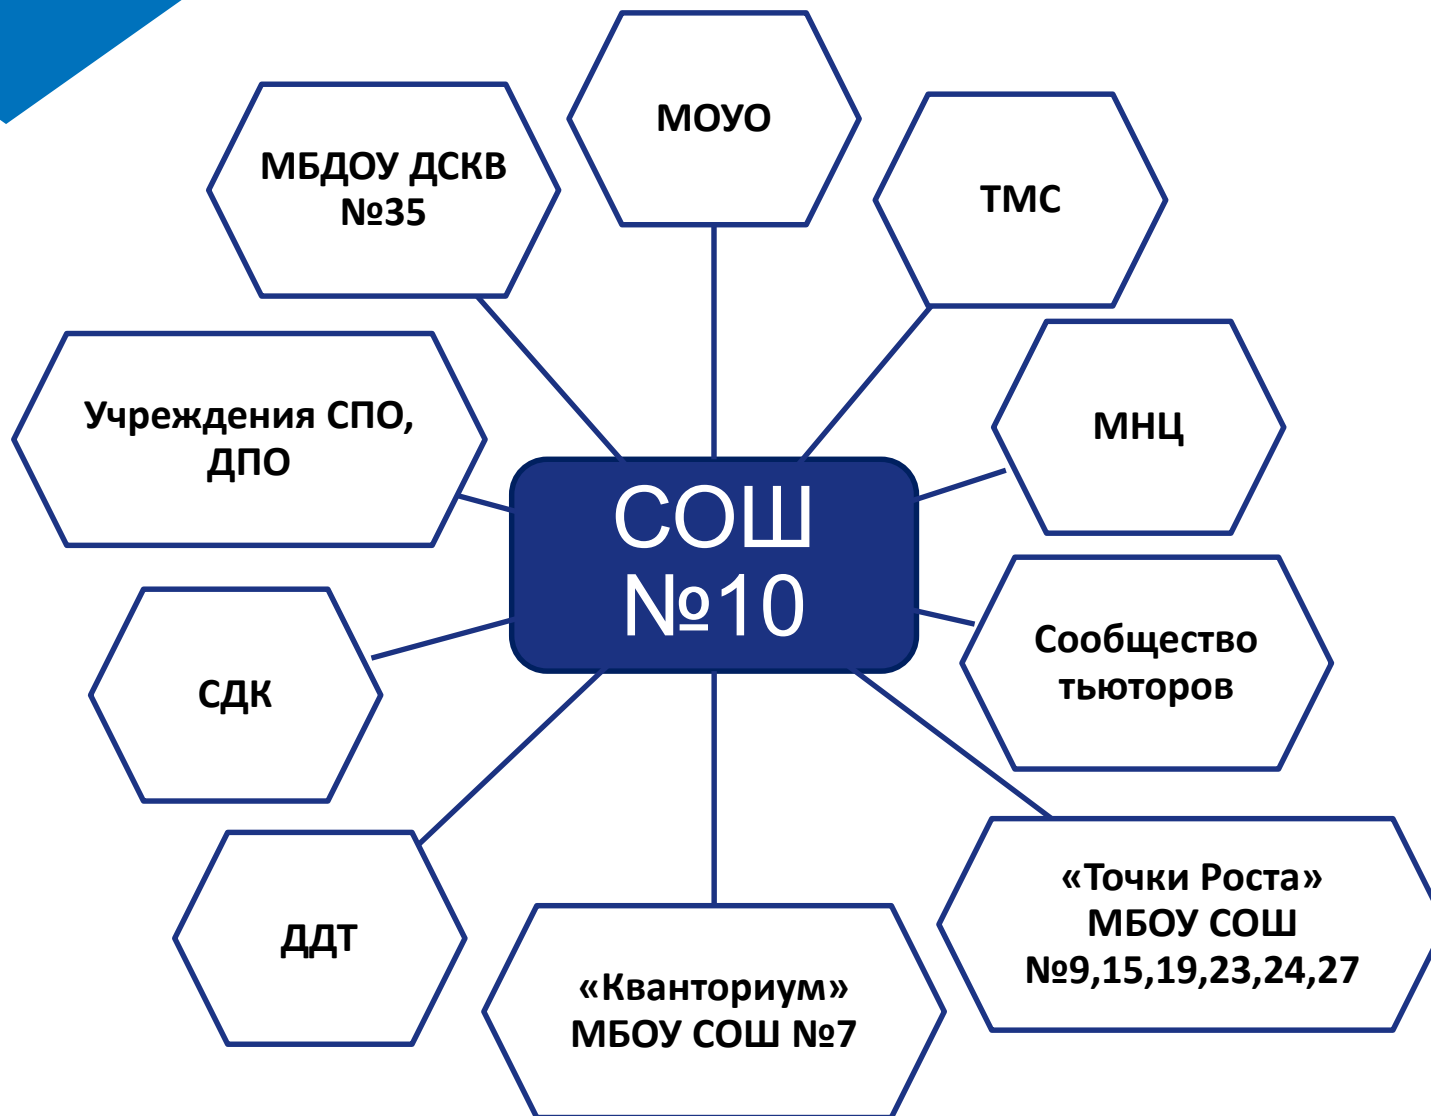 МОУО
МБДОУ ДСКВ
№35
ТМС
Учреждения СПО,
ДПО
МНЦ
СОШ
№10
Сообщество
тьюторов
СДК
«Точки Роста»
МБОУ СОШ
№9,15,19,23,24,27
ДДТ
«Кванториум»
МБОУ СОШ №7